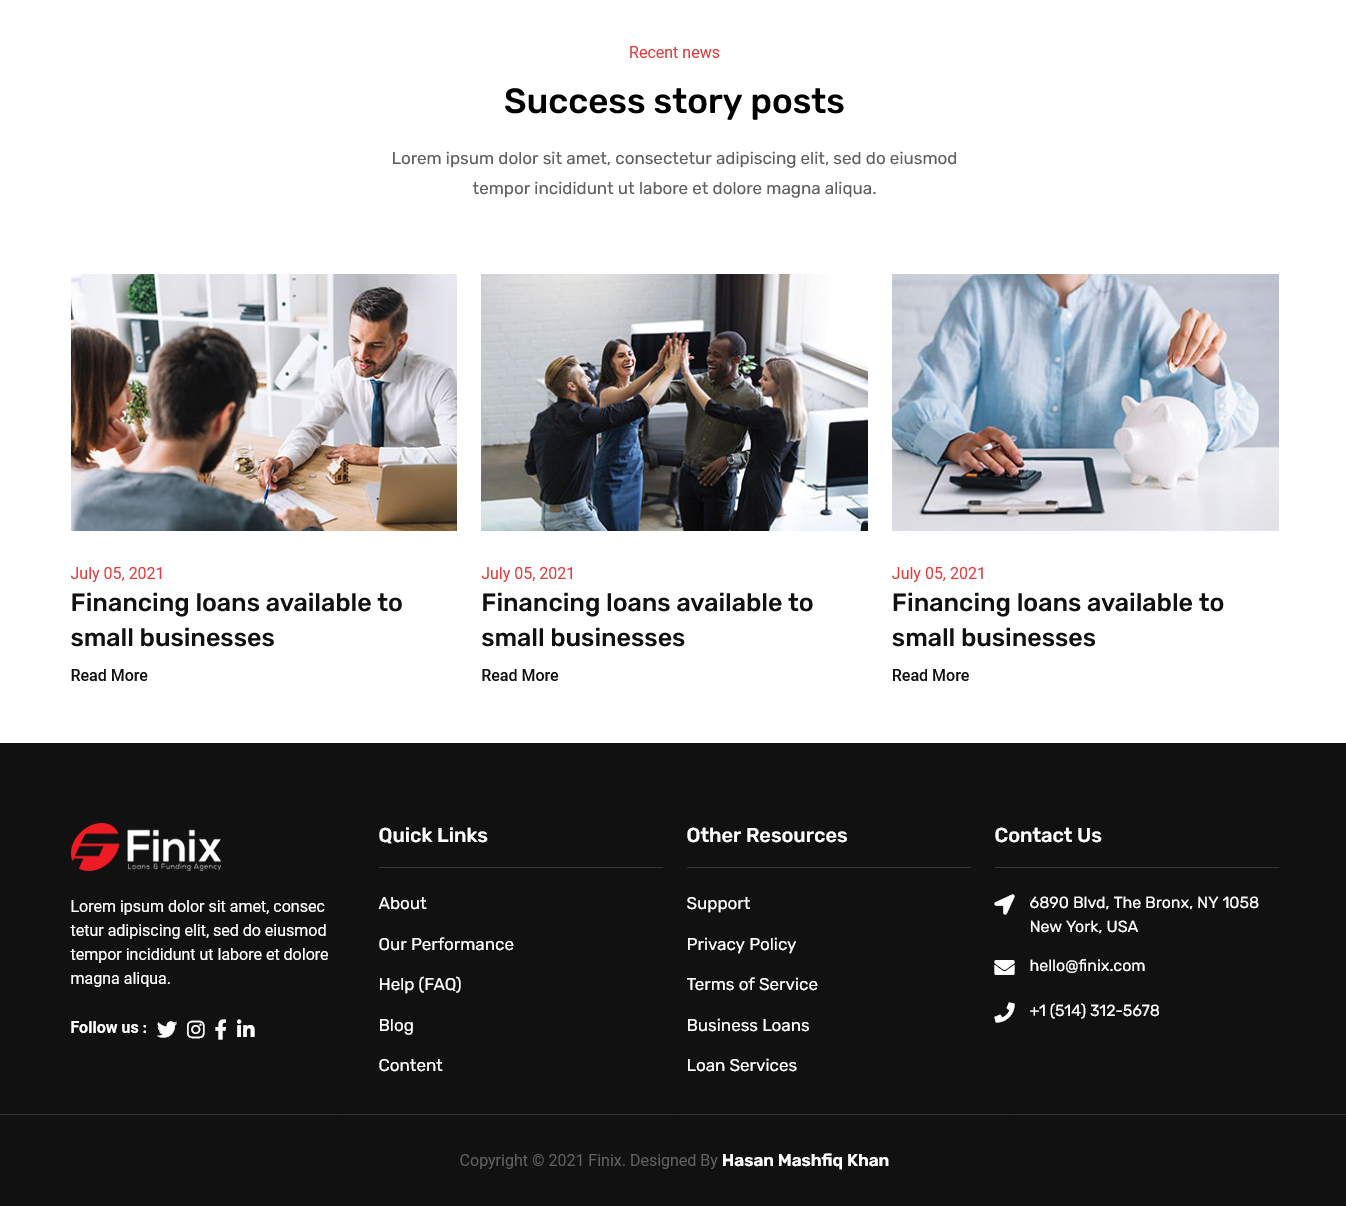 Recent news
Success story posts
Lorem ipsum dolor sit amet, consectetur adipiscing elit, sed do eiusmod
tempor incididunt ut labore et dolore magna aliqua.
July 05, 2021
Financing loans available to
small businesses
Read More
July 05, 2021
Financing loans available to
small businesses
Read More
July 05, 2021
Financing loans available to
small businesses
Read More
Finix
Loans & Funding Agency
Lorem ipsum dolor sit amet, consec
tetur adipiscing elit, sed do eiusmod
tempor incididunt ut labore et dolore
magna aliqua.
Follow us :
Quick Links
About
Our Performance
Help (FAQ)
Blog
Content
Other Resources
Support
Privacy Policy
Terms of Service
Business Loans
Loan Services
Contact Us
6890 Blvd, The Bronx, NY 1058
New York, USA
hello@finix.com
+1 (514) 312-5678
Copyright © 2021 Finix. Designed By Hasan Mashfiq Khan